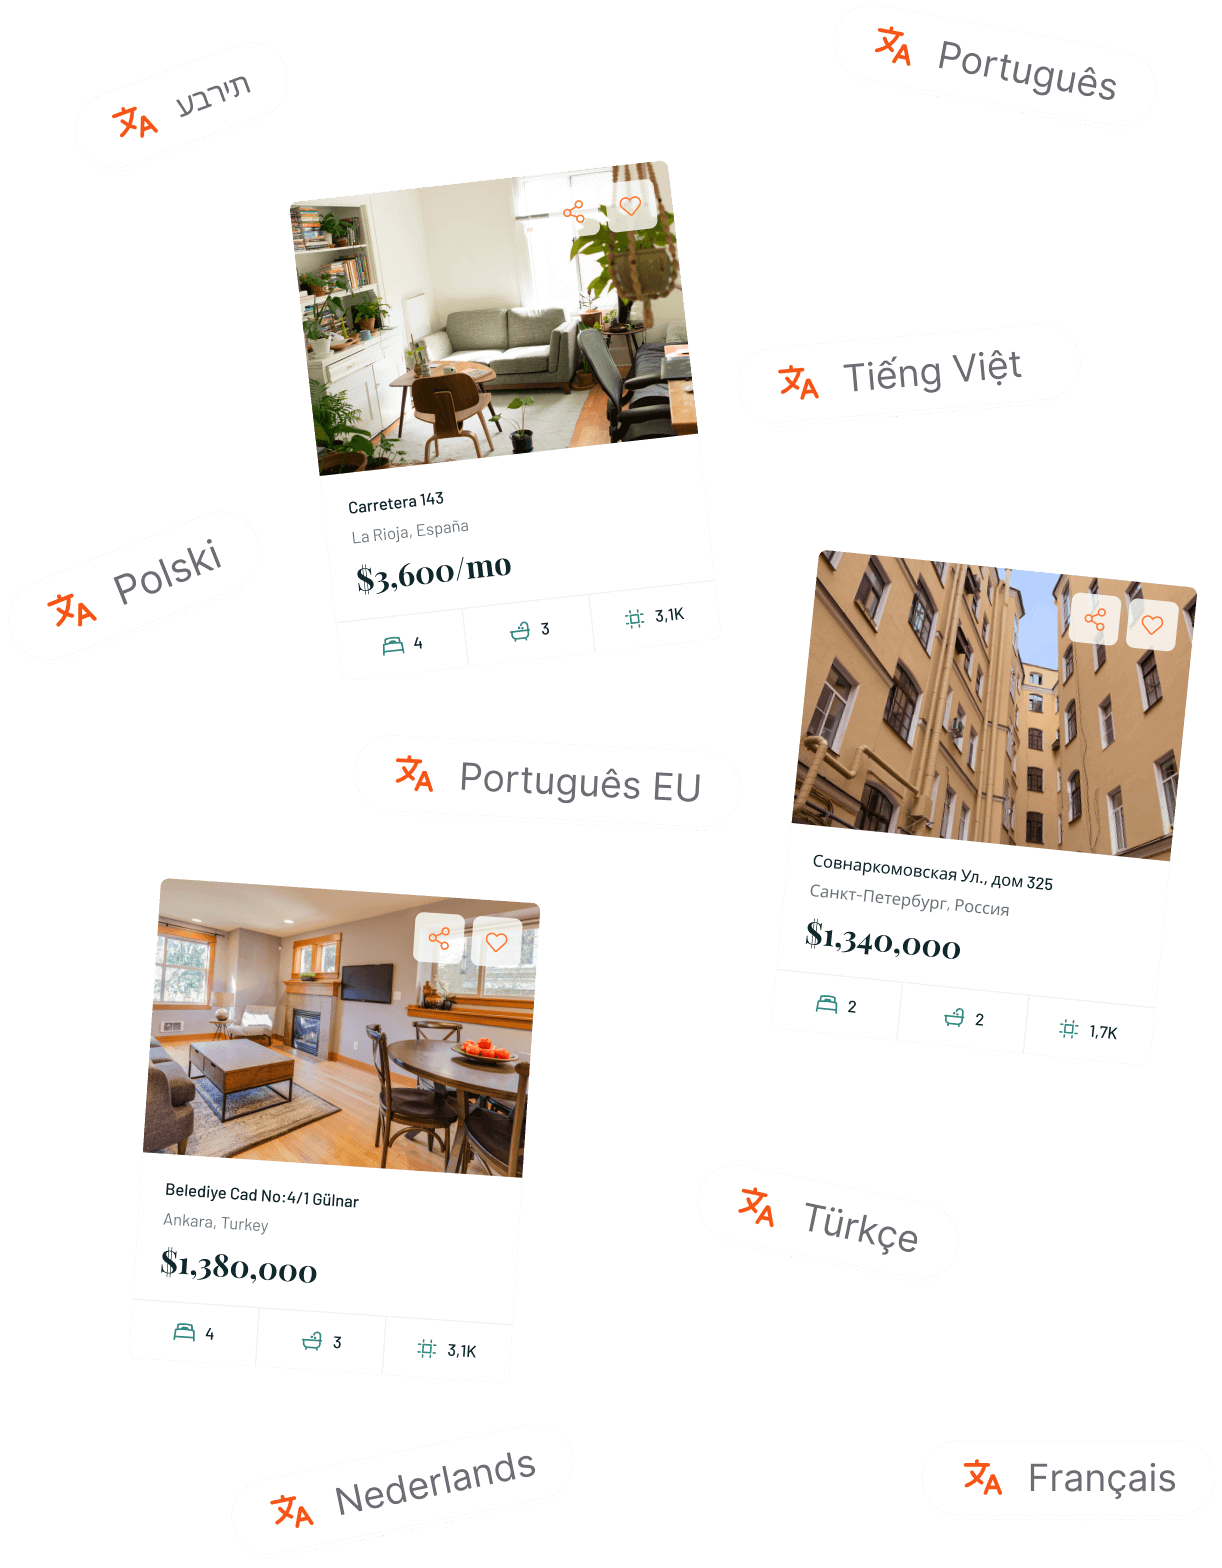 תירבע
Português
Carretera 143
La Rioja, España
$3,600/mo
4
3
3,1K
Tiếng Việt
Polski
Совнаркомовская Ул., дом 325
Санкт-Петербург, Россия
$1,340,000
2
2
1,7K
Português EU
Belediye Cad No:4/1 Gülnar
Ankara, Turkey
$1,380,000
4
3
3,1K
Türkçe
Nederlands
Français